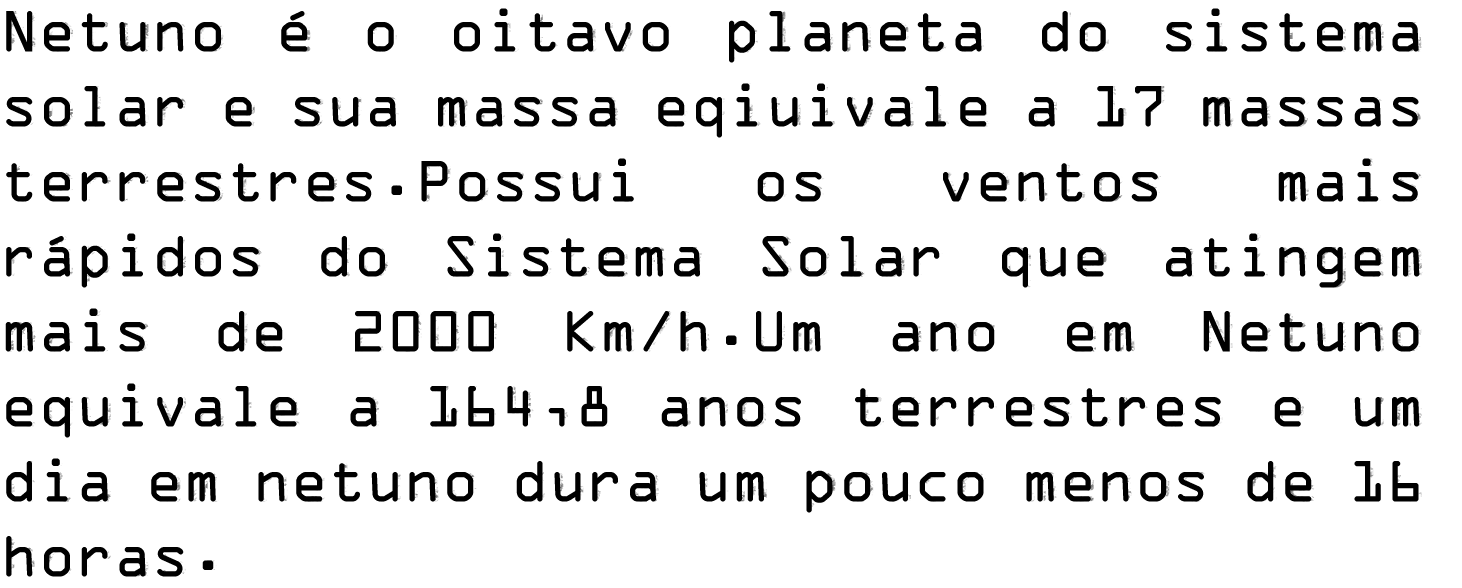 Netuno é o oitavo planeta do sistema
solar e sua massa eqiuivale a 17 massas
terrestres.Possui os ventos mais
rápidos do Sistema Solar que atingem
mais de 2000 Km/h.Um ano em Netuno
equivale a 164,8 anos terrestres e um
dia em netuno dura um pouco menos de 16
horas.